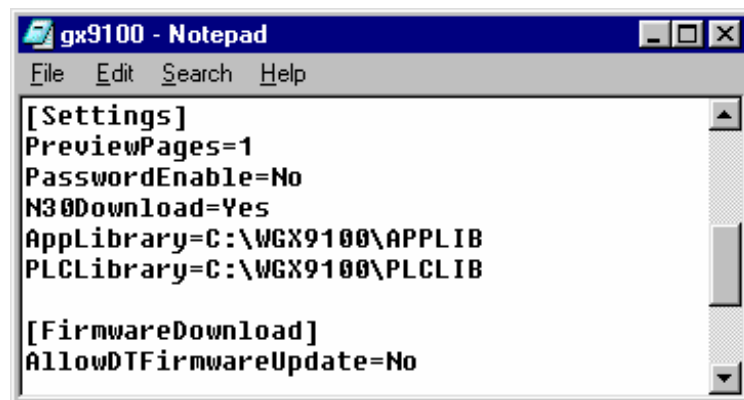 gx9100 - Notepad
File Edit Search Help
[Settings]
PreviewPages=1
PasswordEnable=No
N30Download=Yes
AppLibrary=C:\WGX9100\APPLIB
PLCLibrary=C:\WGX9100\PLCLIB
[FirmwareDownload]
AllowDTFirmwareUpdate=No